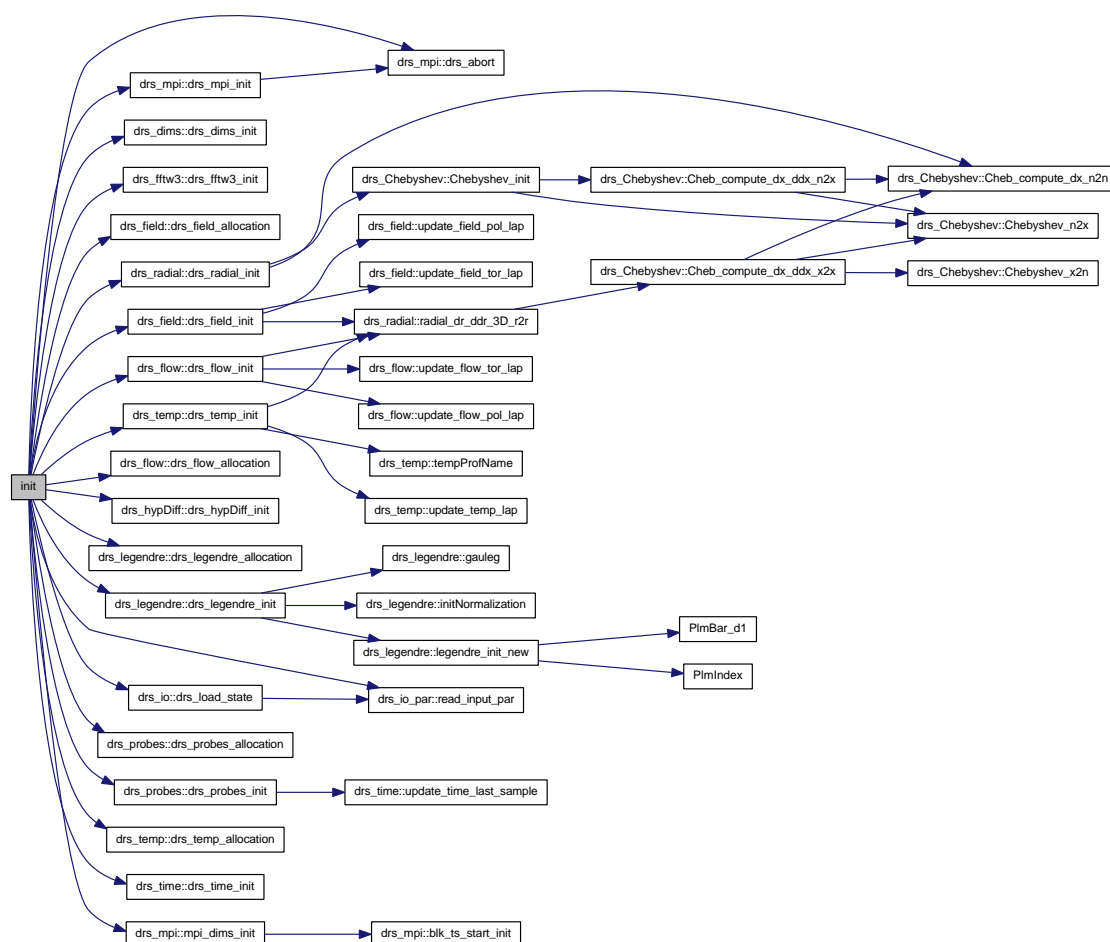 init
drs_mpi::drs_abort
drs_mpi::drs_mpi_init
drs_dims::drs_dims_init
drs_fftw3::drs_fftw3_init
drs_field::drs_field_allocation
drs_radial::drs_radial_init
drs_field::drs_field_init
drs_flow::drs_flow_init
drs_temp::drs_temp_init
drs_flow::drs_flow_allocation
drs_hypDiff::drs_hypDiff_init
drs_legendre::drs_legendre_allocation
drs_legendre::drs_legendre_init
drs_io::drs_load_state
drs_probes::drs_probes_allocation
drs_probes::drs_probes_init
drs_temp::drs_temp_allocation
drs_time::drs_time_init
drs_mpi::mpi_dims_init
drs_Chebyshev::Chebyshev_init
drs_field::update_field_pol_lap
drs_field::update_field_tor_lap
drs_radial::radial_dr_ddr_3D_r2r
drs_flow::update_flow_tor_lap
drs_flow::update_flow_pol_lap
drs_temp::tempProfName
drs_temp::update_temp_lap
drs_legendre::gauleg
drs_legendre::initNormalization
drs_legendre::legendre_init_new
drs_io_par::read_input_par
drs_time::update_time_last_sample
drs_mpi::blk_ts_start_init
drs_Chebyshev::Cheb_compute_dx_ddx_n2x
drs_Chebyshev::Cheb_compute_dx_ddx_x2x
PlmBar_d1
PlmIndex
drs_Chebyshev::Cheb_compute_dx_n2n
drs_Chebyshev::Chebyshev_n2x
drs_Chebyshev::Chebyshev_x2n